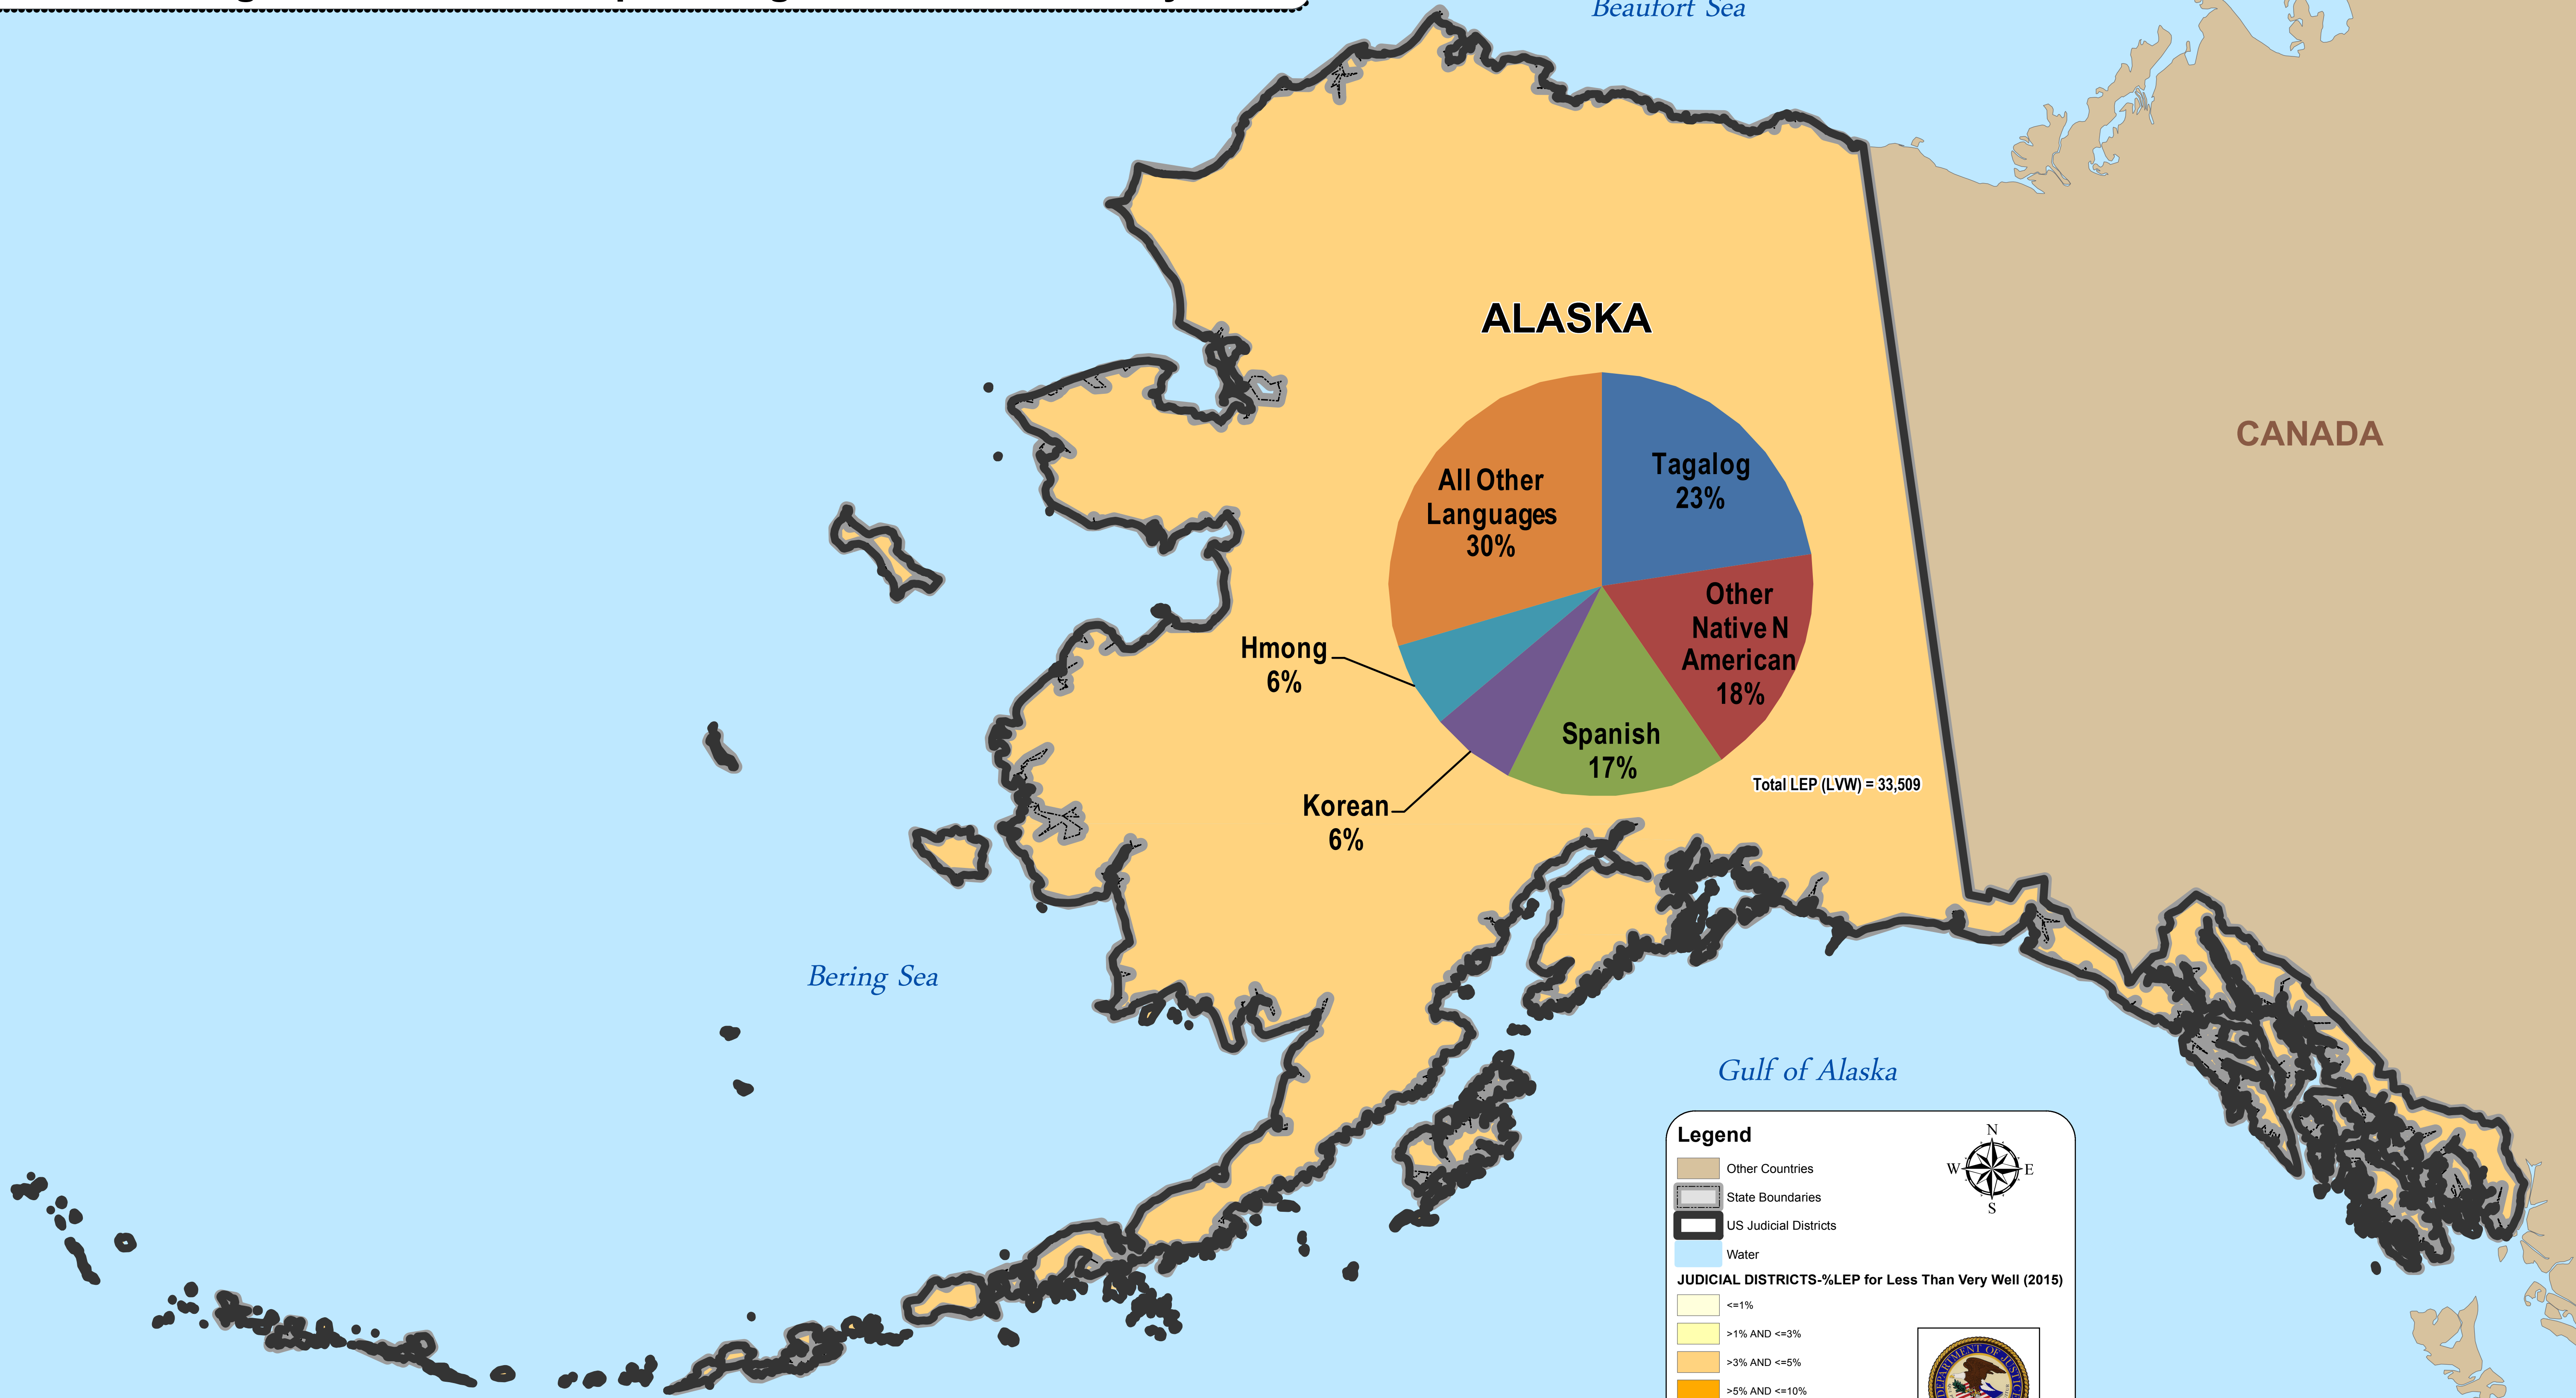 Beaufort Sea
ALASKA
CANADA
Tagalog
23%
All Other
Languages
30%
Other
Native N
American
18%
Hmong
6%
Spanish
17%
Total LEP (LVW) = 33,509
Korean
6%
Bering Sea
Gulf of Alaska
Legend
N
W E
S
Other Countries
State Boundaries
US Judicial Districts
Water
JUDICIAL DISTRICTS-%LEP for Less Than Very Well (2015)
<=1%
>1% AND <=3%
>3% AND <=5%
>5% AND <=10%
DEPARTMENT OF JUSTICE